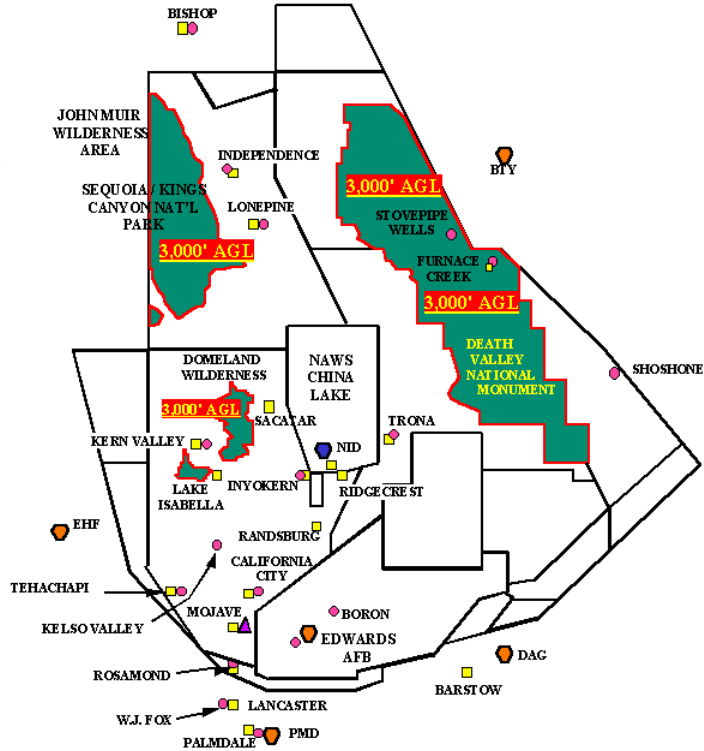 BISHOP
JOHN MUIR
WILDERNESS
AREA
INDEPENDENCE
BTY
SEQUOIA / KINGS
CANYON NAT'L
PARK
3,000' AGL
LONEPINE
STOVEPIPE
WELLS
3,000' AGL
FURNACE
CREEK
3,000' AGL
DEATH
VALLEY
NATIONAL
MONUMENT
DOMELAND
WILDERNESS
NAWS
CHINA
LAKE
SHOSHONE
3,000' AGL
SACATAR
TRONA
KERN VALLEY
NID
LAKE
ISABELLA
INYOKERN
RIDGECREST
EHF
RANDSBURG
CALIFORNIA
CITY
TEHACHAPI
MOJAVE
BORON
KELSO VALLEY
EDWARDS
AFB
DAG
ROSAMOND
BARSTOW
LANCASTER
W.J. FOX
PALMDALE
PMD